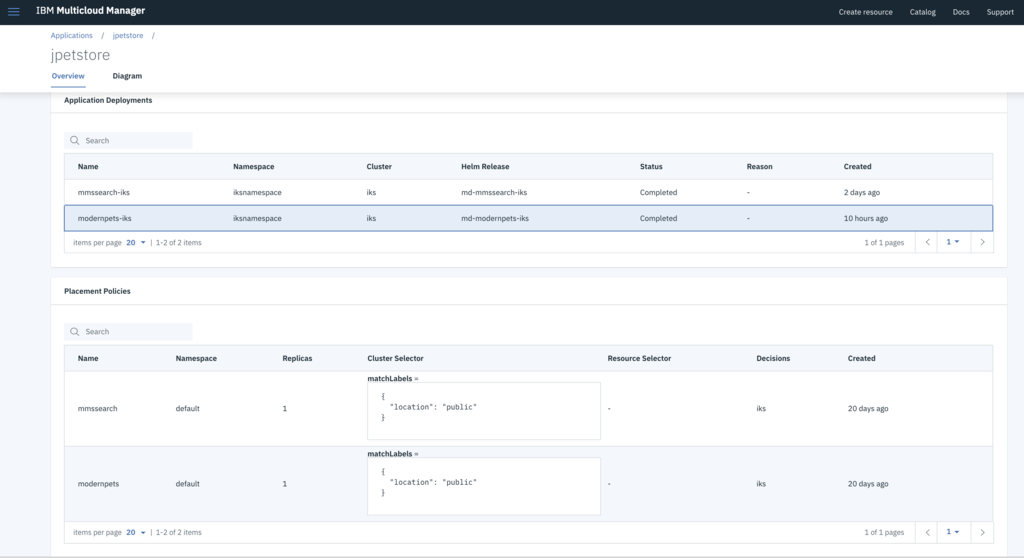 IBM Multicloud Manager Create resource Catalog Docs Support
Applications / jpetstore /
jpetstore
Overview Diagram
Application Deployments
Search
Name Namespace Cluster Helm Release Status Reason Created
mmssearch-iks iksnamespace iks md-mmssearch-iks Completed - 2 days ago
modernpets-iks iksnamespace iks md-modernpets-iks Completed - 10 hours ago
items per page 20 | 1-2 of 2 items 1 of 1 pages 1
Placement Policies
Search
Name Namespace Replicas Cluster Selector Resource Selector Decisions Created
matchLabels =
{
mmssearch default 1 "location": "public" - iks 20 days ago
}
matchLabels =
{
modernpets default 1 "location": "public" - iks 20 days ago
}
items per page 20 | 1-2 of 2 items 1 of 1 pages 1